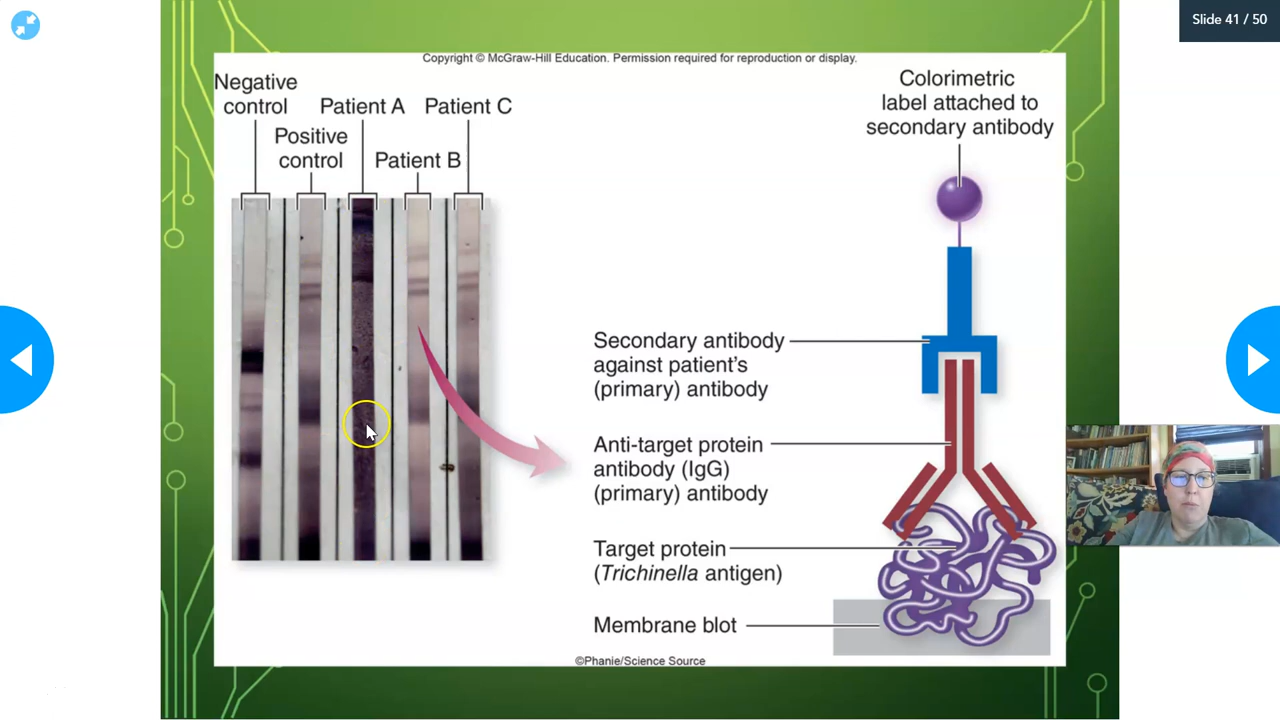 Slide 41 / 50
Copyright © McGraw-Hill Education. Permission required for reproduction or display.
Negative
control
Positive
control
Patient A
Patient B
Patient C
Colorimetric
label attached to
secondary antibody
Secondary antibody
against patient's
(primary) antibody
Anti-target protein
antibody (IgG)
(primary) antibody
Target protein
(Trichinella antigen)
Membrane blot
©Phanie/Science Source